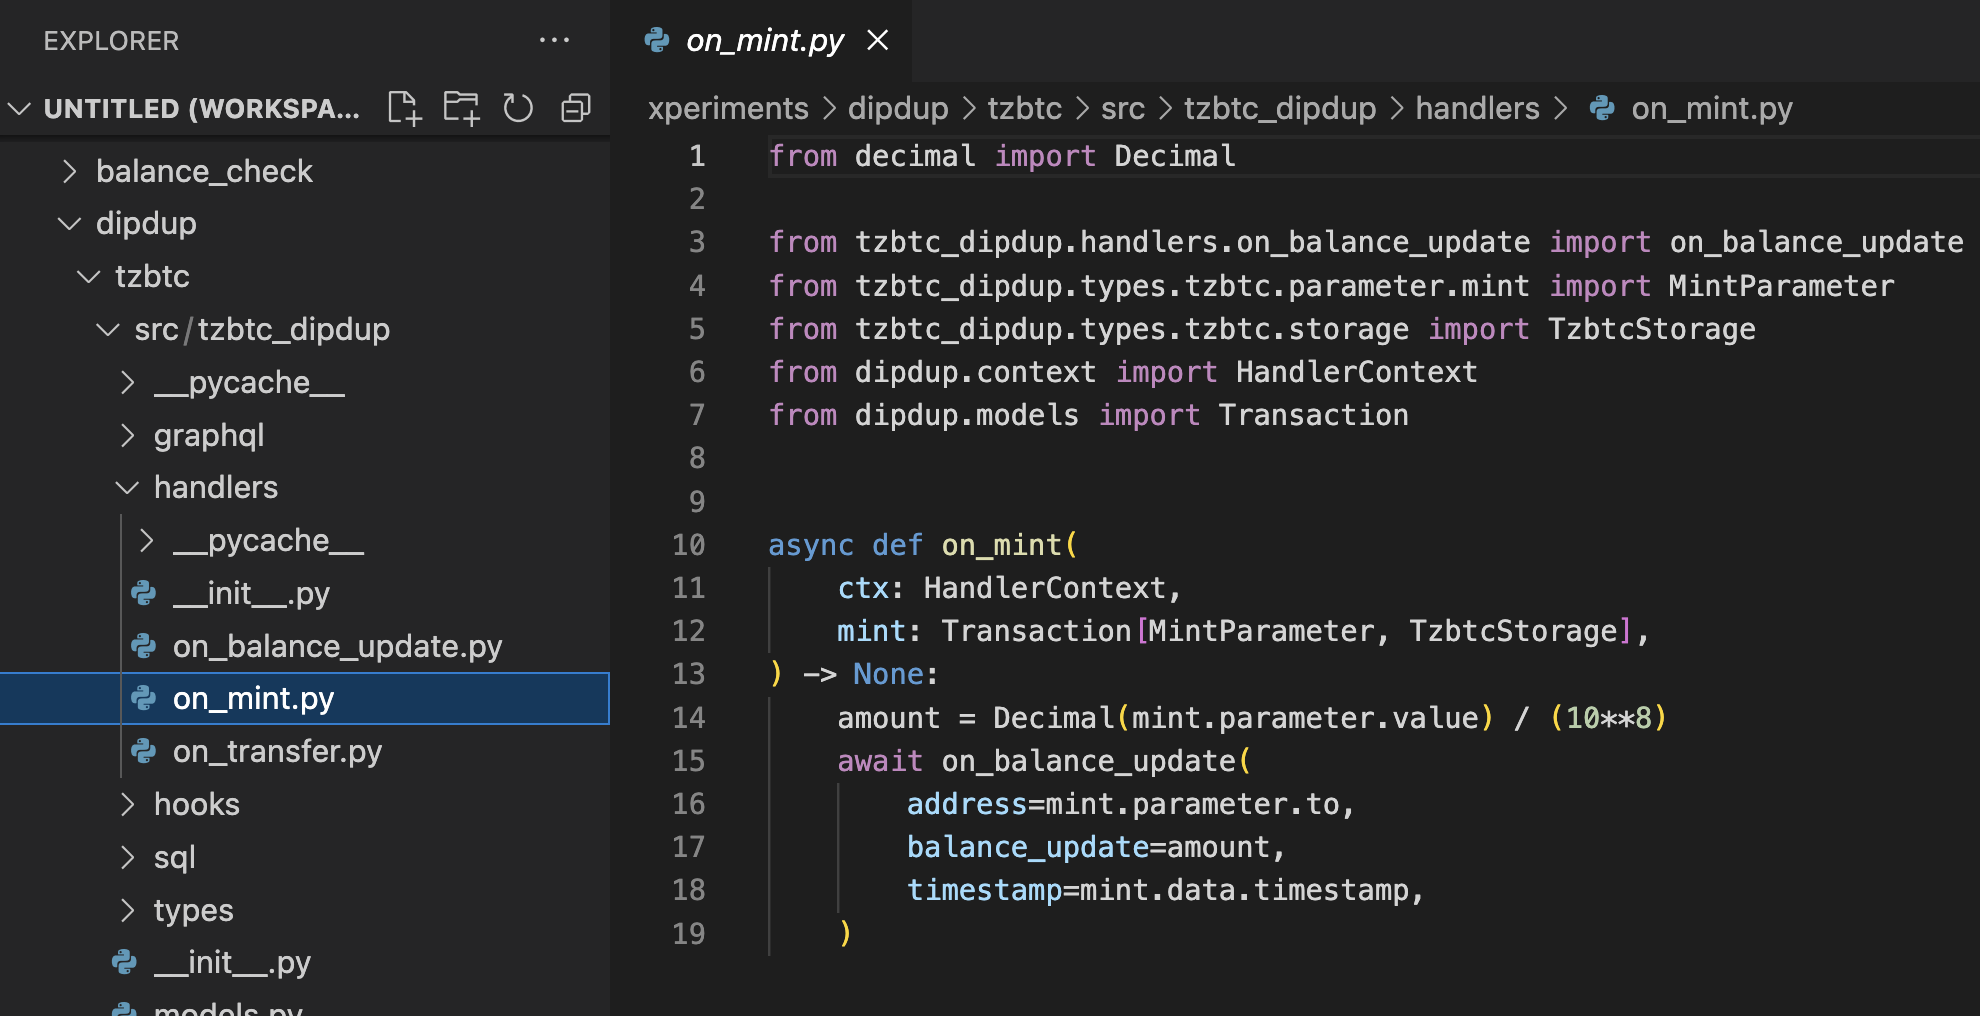 EXPLORER
UNTITLED (WORKSPA...
balance_check
dipdup
tzbtc
src/tzbtc_dipdup
__pycache__
graphql
handlers
__pycache__
__init__.py
on_balance_update.py
on_mint.py
on_transfer.py
hooks
sql
types
__init__.py
models.py
on_mint.py
xperiments > dipdup > tzbtc > src > tzbtc_dipdup > handlers > on_mint.py
1 from decimal import Decimal
2
3 from tzbtc_dipdup.handlers.on_balance_update import on_balance_update
4 from tzbtc_dipdup.types.tzbtc.parameter.mint import MintParameter
5 from tzbtc_dipdup.types.tzbtc.storage import TzbtcStorage
6 from dipdup.context import HandlerContext
7 from dipdup.models import Transaction
8
9
10 async def on_mint(
11     ctx: HandlerContext,
12     mint: Transaction[MintParameter, TzbtcStorage],
13 ) -> None:
14     amount = Decimal(mint.parameter.value) / (10**8)
15     await on_balance_update(
16         address=mint.parameter.to,
17         balance_update=amount,
18         timestamp=mint.data.timestamp,
19     )